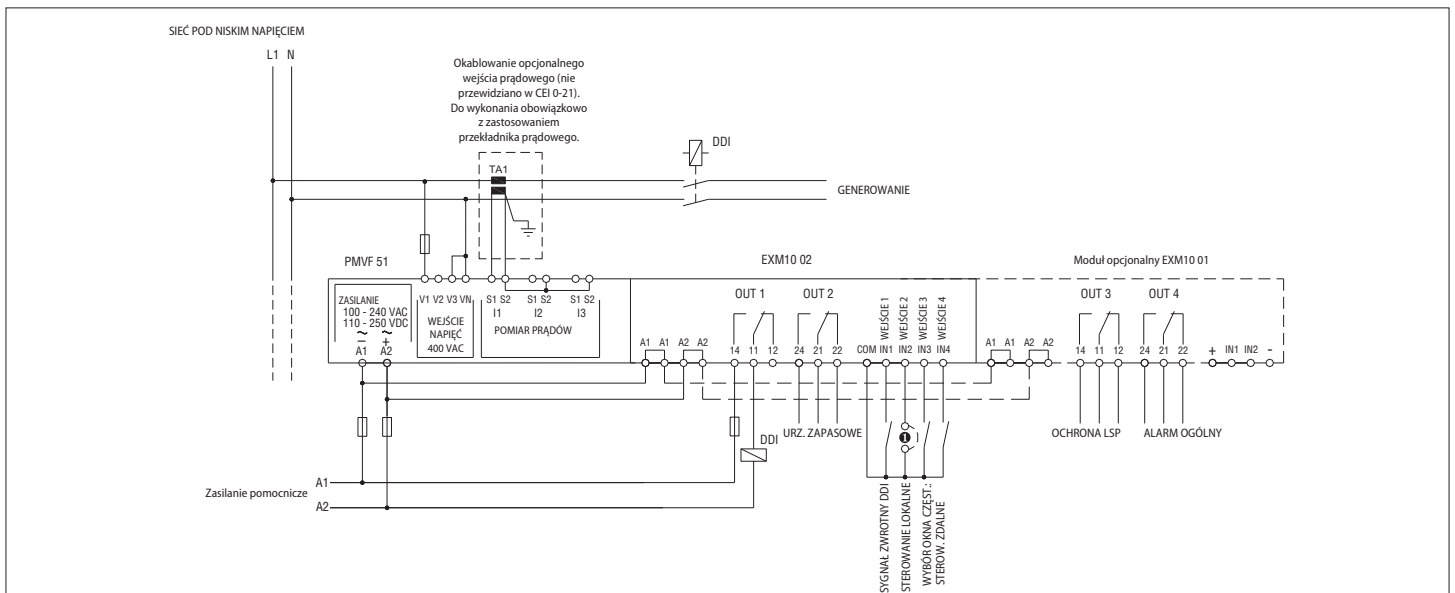 SIEĆ POD NISKIM NAPIĘCIEM
L1 N
Okablowanie opcjonalnego
wejścia prądowego (nie
przewidziano w CEI 0-21).
Do wykonania obowiązkowo
z zastosowaniem
przekładnika prądowego.
DDI
TA1
GENEROWANIE
PMVF 51
EXM10 02
Moduł opcjonalny EXM10 01
ZASILANIE
100 - 240 VAC
110 - 250 VDC
~ ~
– +
A1 A2
V1 V2 V3 VN
WEJŚCIE
NAPIĘĆ
400 VAC
S1 S2 S1 S2 S1 S2
I1 I2 I3
POMIAR PRĄDÓW
A1 A1 A2 A2
OUT 1
14 11 12
OUT 2
24 21 22
WEJŚCIE 1
WEJŚCIE 2
WEJŚCIE 3
WEJŚCIE 4
COM IN1 IN2 IN3 IN4
A1 A1 A2 A2
OUT 3
14 11 12
OUT 4
24 21 22
+ IN1 IN2 -
DDI
URZ. ZAPASOWE
1
OCHRONA LSP
ALARM OGÓLNY
Zasilanie pomocnicze
A1
A2
SYGNAŁ ZWROTNY DDI
STEROWANIE LOKALNE
WYBÓR OKNA CZĘST.:
STEROW. ZDALNE